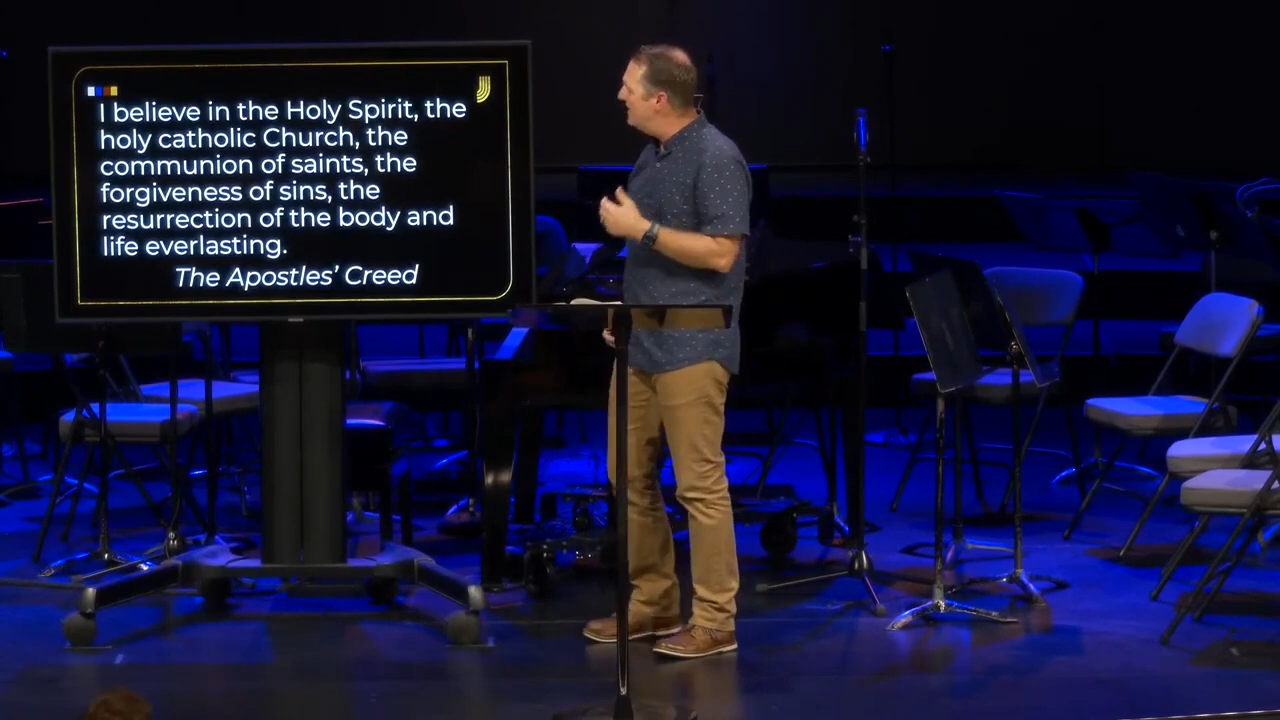 I believe in the Holy Spirit, the
holy catholic Church, the
communion of saints, the
forgiveness of sins, the
resurrection of the body and
life everlasting.
The Apostles' Creed